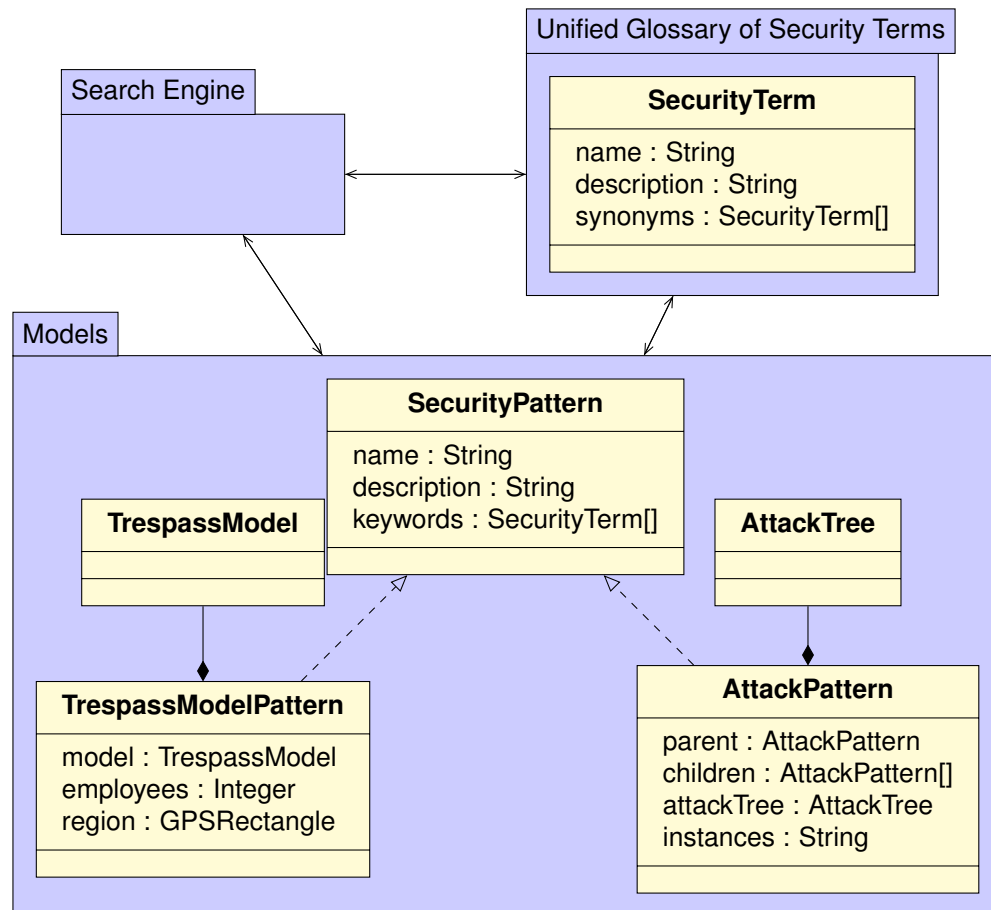 Unified Glossary of Security Terms
Search Engine
SecurityTerm
name : String
description : String
synonyms : SecurityTerm[]
Models
SecurityPattern
name : String
description : String
keywords : SecurityTerm[]
TrespassModel
AttackTree
TrespassModelPattern
model : TrespassModel
employees : Integer
region : GPSRectangle
AttackPattern
parent : AttackPattern
children : AttackPattern[]
attackTree : AttackTree
instances : String